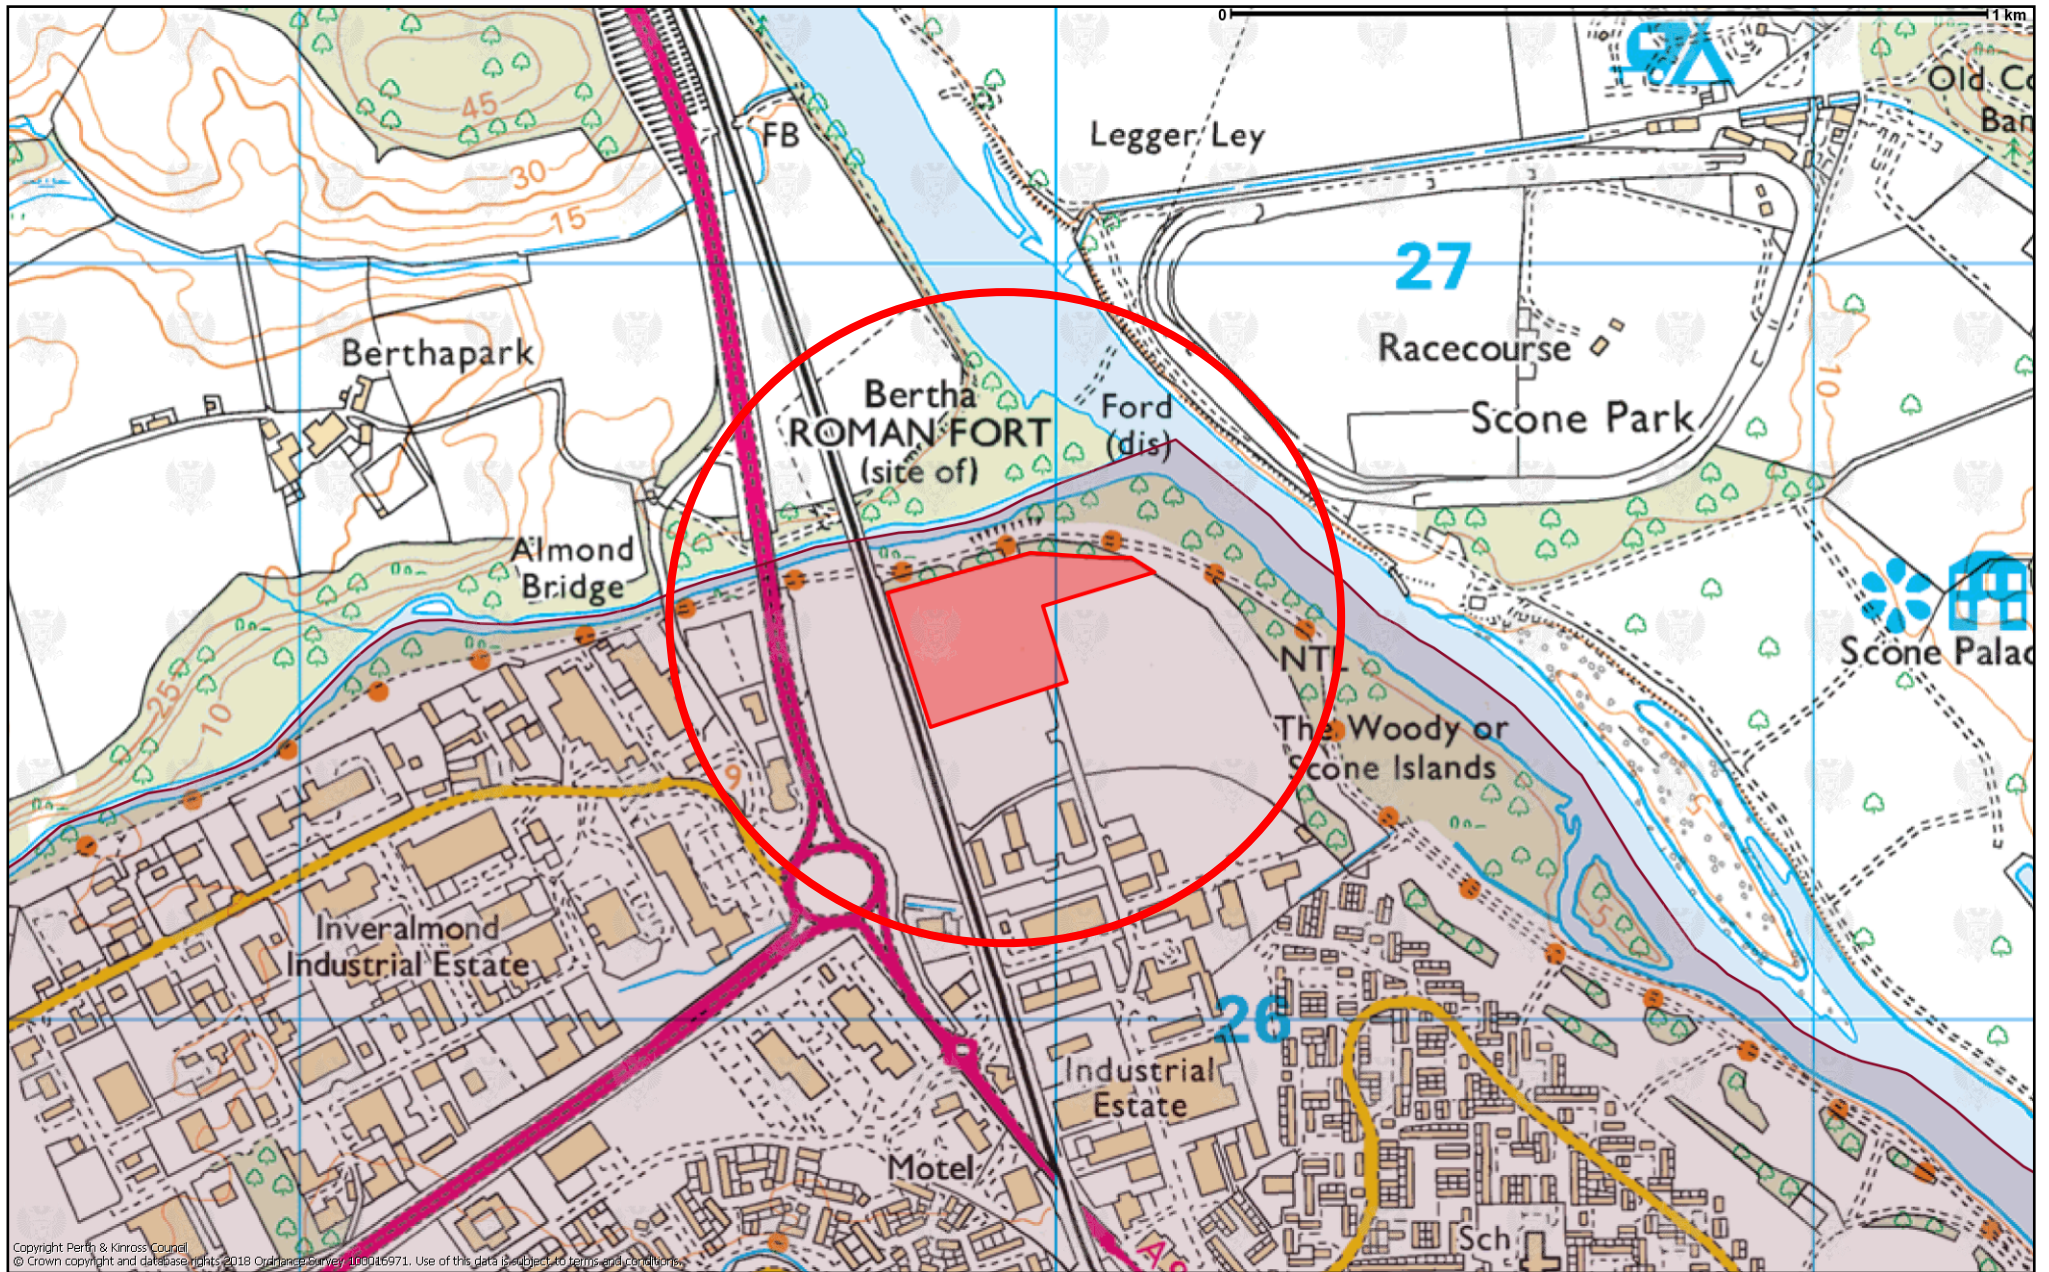 0 1 km
Old Co
Ban
45
FB
Legger Ley
30
15
27
Berthapark
Racecourse
10
Bertha
ROMAN FORT
(site of)
Ford
(dis)
Scone Park
Almond
Bridge
NTL
Scone Palac
25
10
The Woody or
Scone Islands
9
5
5
Inveralmond
Industrial Estate
26
Industrial
Estate
Motel
Sch
A9
Copyright Perth & Kinross Council
© Crown copyright and database rights 2018 Ordnance Survey 100016971. Use of this data is subject to terms and conditions.